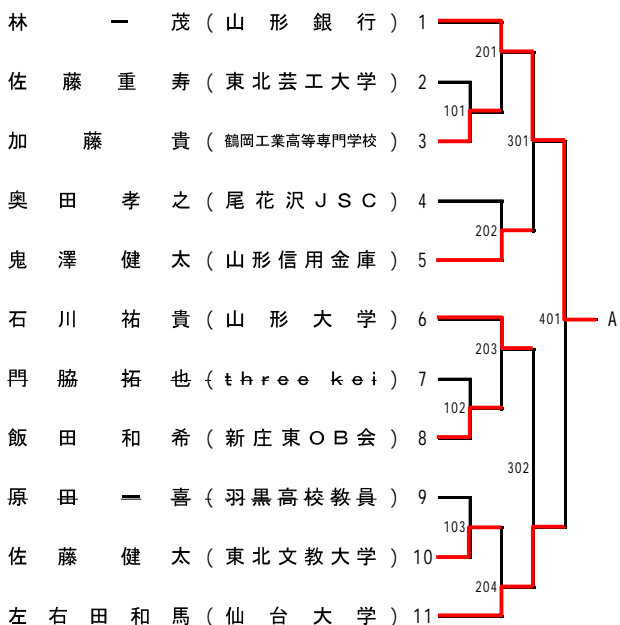 林 一 茂 ( 山 形 銀 行 ) 1
201
佐 藤 重 寿 ( 東北芸工大学 ) 2
101
加 藤 貴 ( 鶴岡工業高等専門学校 ) 3
301
奥 田 孝 之 ( 尾花沢JSC ) 4
202
鬼 澤 健 太 ( 山形信用金庫 ) 5
石 川 祐 貴 ( 山 形 大 学 ) 6
401 A
203
門 脇 拓 也 ( three kei ) 7
102
飯 田 和 希 ( 新庄東OB会 ) 8
302
原 田 一 喜 ( 羽黒高校教員 ) 9
103
佐 藤 健 太 ( 東北文教大学 ) 10
204
左 右 田 和 馬 ( 仙 台 大 学 ) 11